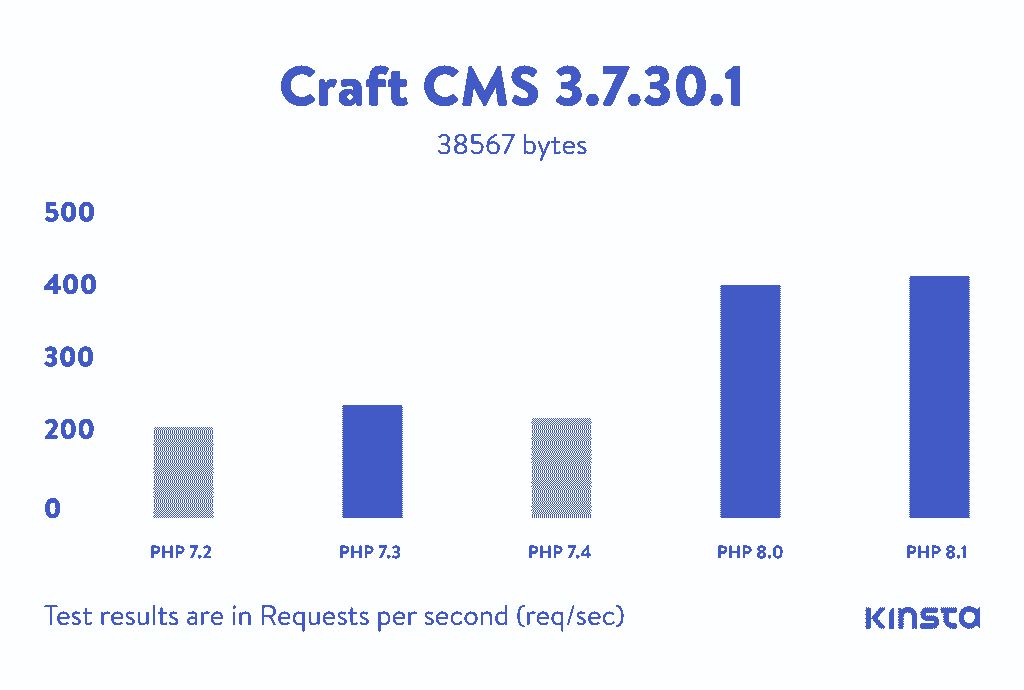 Craft CMS 3.7.30.1
38567 bytes
500
400
300
200
0
PHP 7.2 PHP 7.3 PHP 7.4 PHP 8.0 PHP 8.1
Test results are in Requests per second (req/sec)
KINSTA